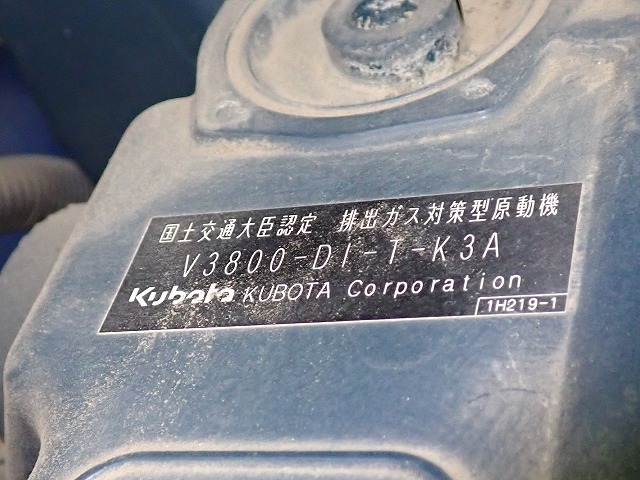 国土交通大臣認定 排出ガス対策型原動機
V3800-DI-T-K3A
Kubota KUBOTA Corporation
1H219-1